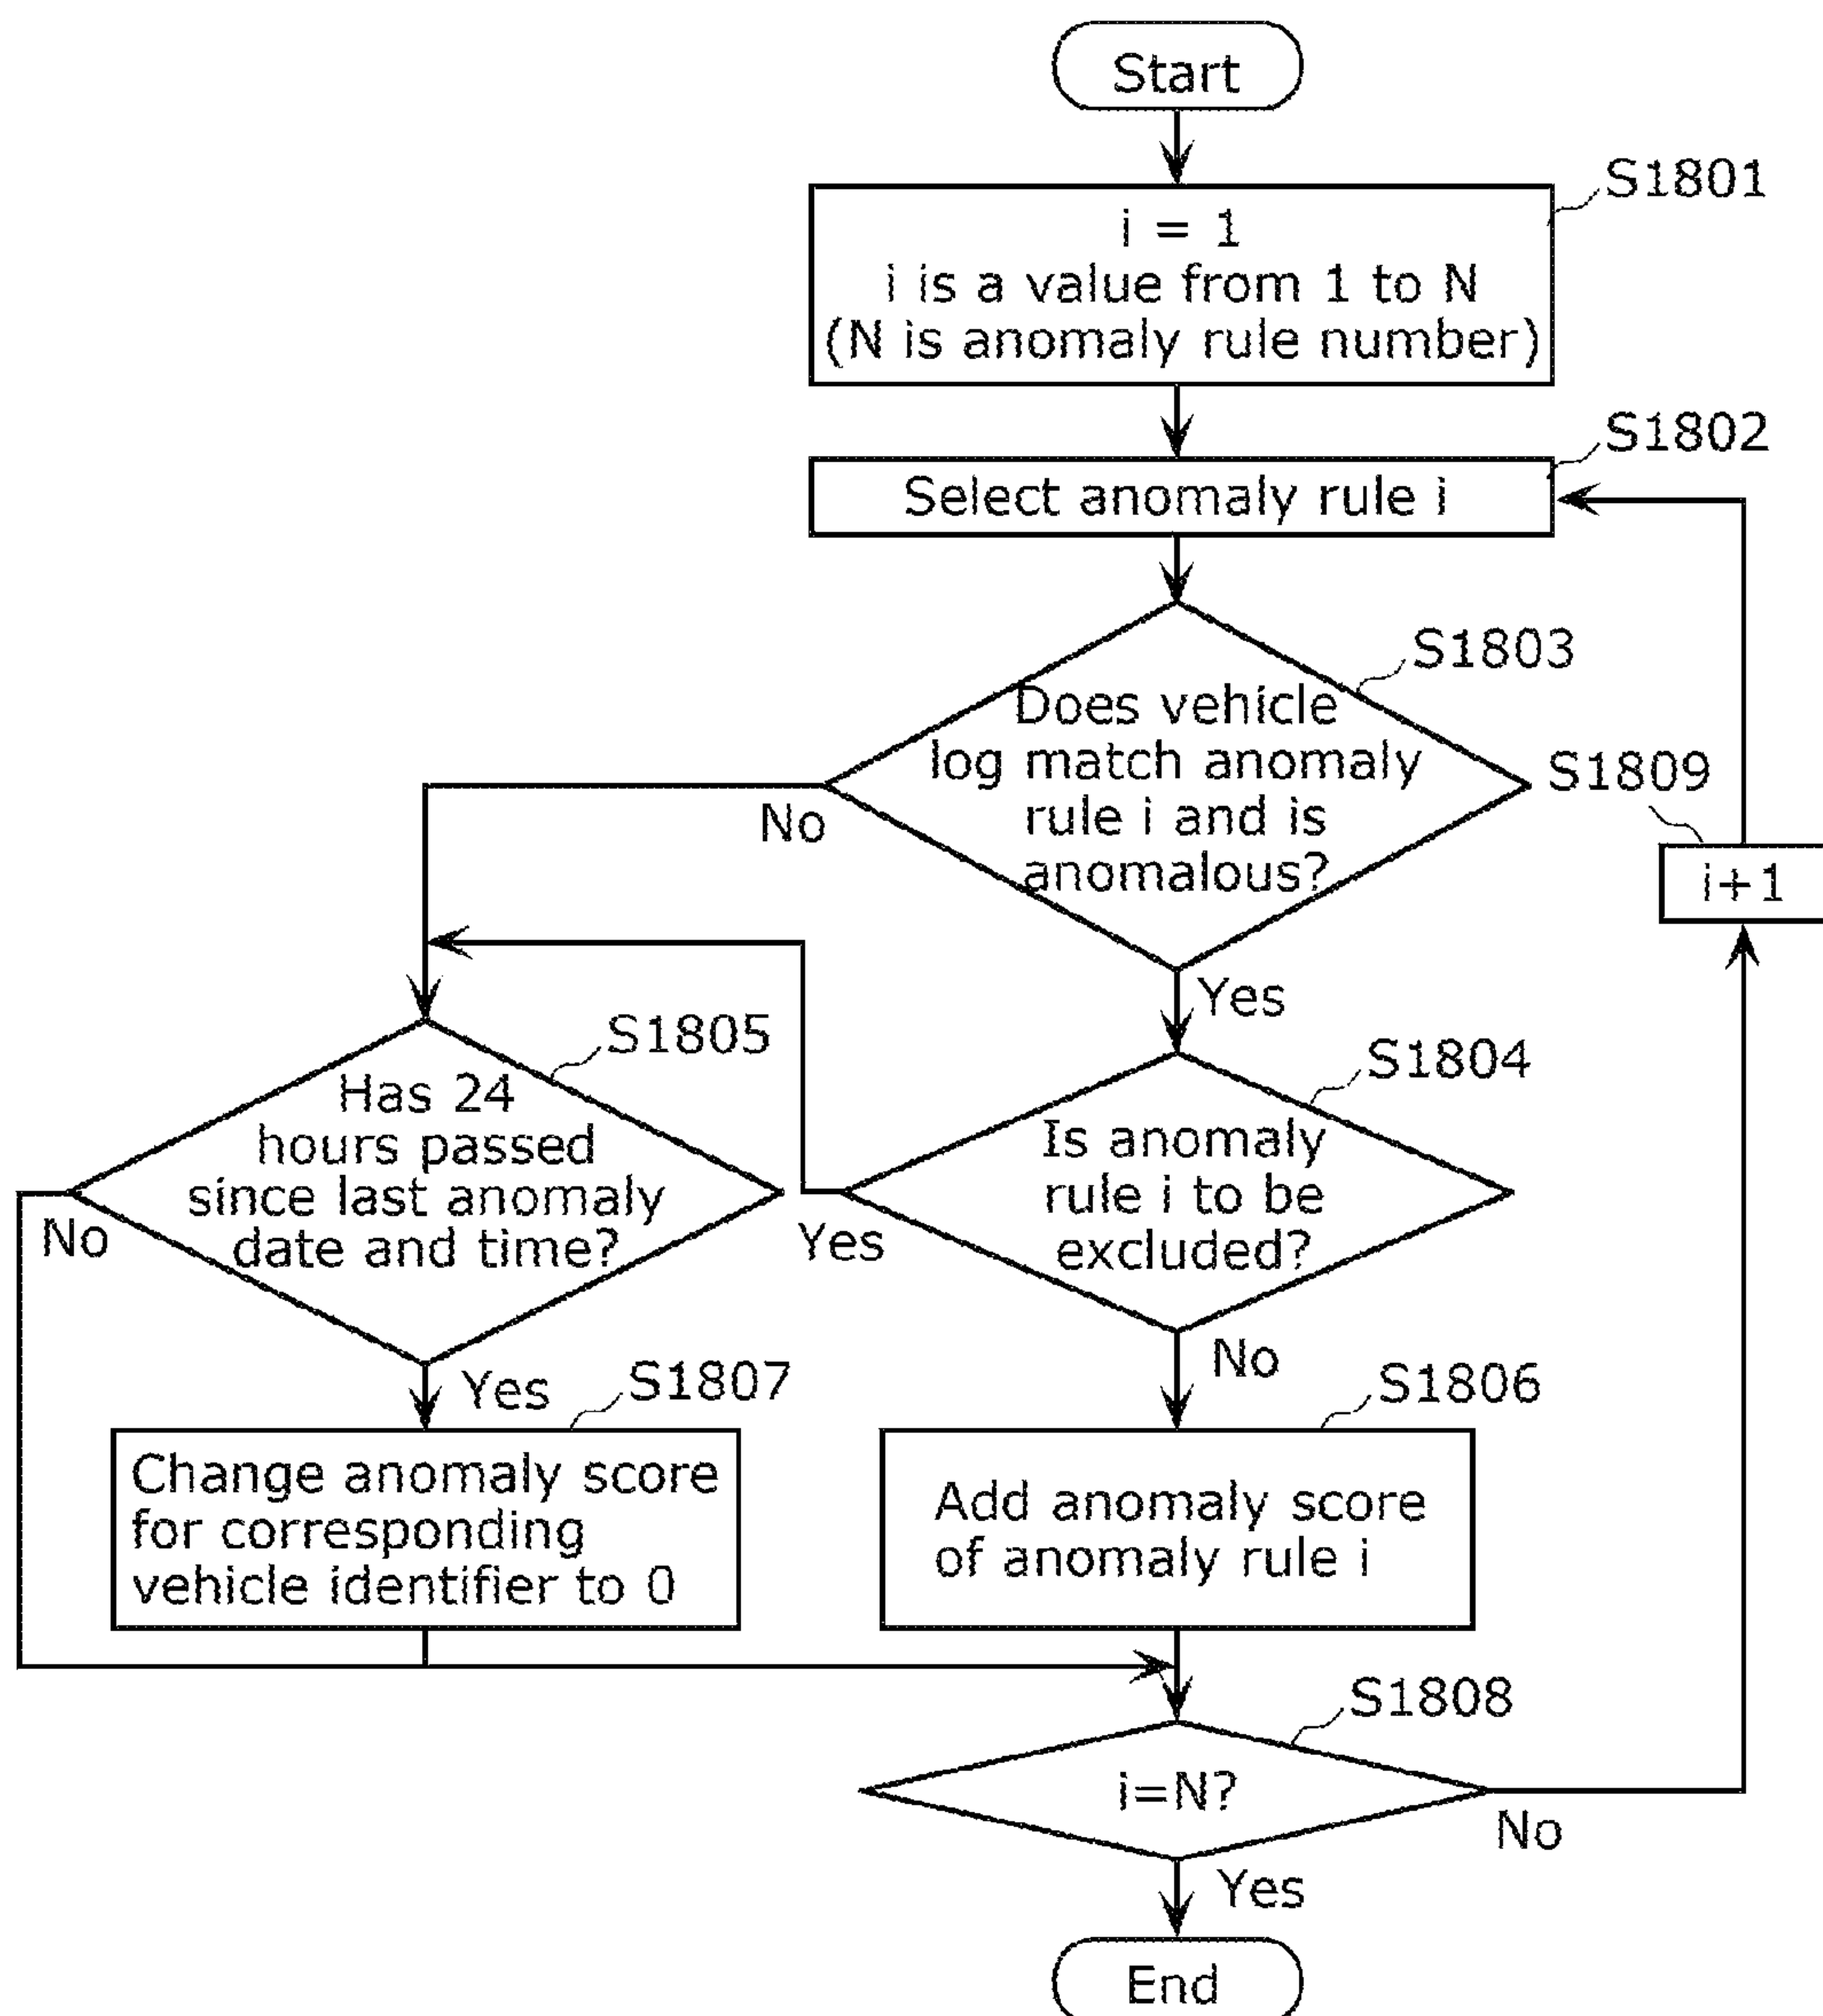 Start
S1801
i = 1
i is a value from 1 to N
(N is anomaly rule number)
S1802
Select anomaly rule i
S1803
Does vehicle
log match anomaly
rule i and is
anomalous?
No
Yes
S1809
i+1
S1805
Has 24
hours passed
since last anomaly
date and time?
No
Yes
S1804
Is anomaly
rule i to be
excluded?
Yes
No
S1807
Change anomaly score
for corresponding
vehicle identifier to 0
S1806
Add anomaly score
of anomaly rule i
S1808
i=N?
No
Yes
End